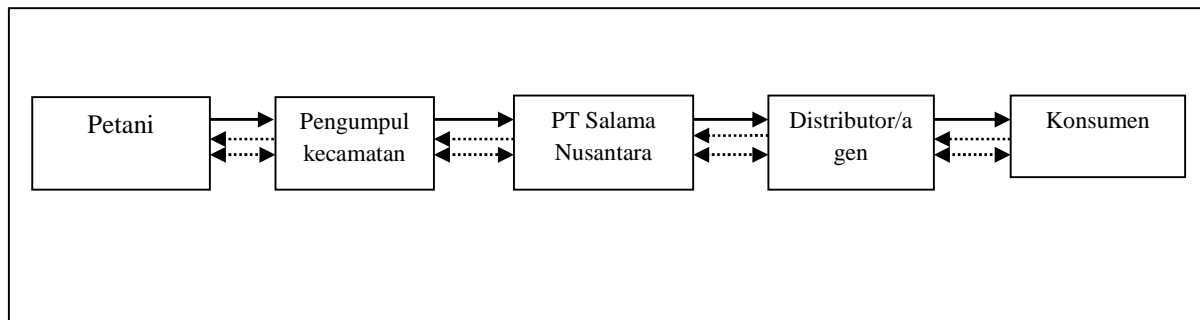 Petani
Pengumpul
kecamatan
PT Salama
Nusantara
Distributor/a
gen
Konsumen